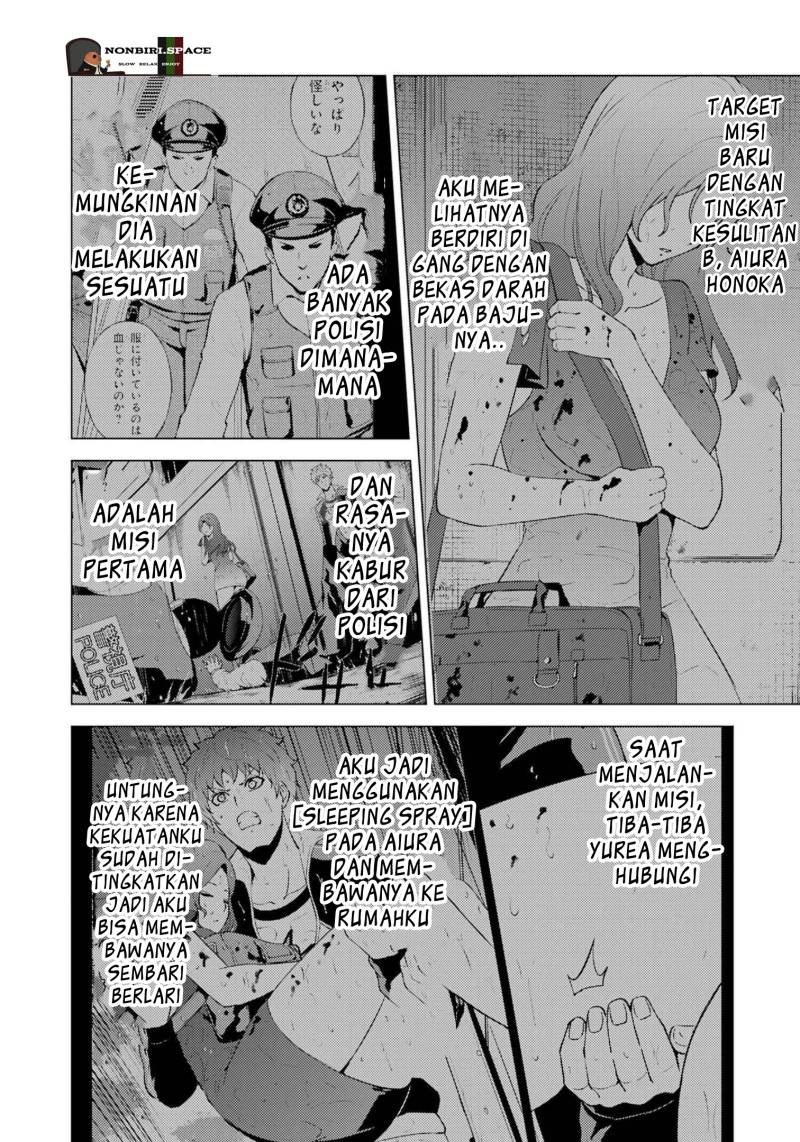 NONBIRI.SPACE
SLOW RELAX ENJOY
TARGET
MISI
BARU
DENGAN
TINGKAT
KESULITAN
B, AIURA
HONOKA
AKU ME-
LIHATNYA
BERDIRI DI
GANG DENGAN
BEKAS DARAH
PADA BAJU-
NYA..
やっぱり
怪しいな
ADA
BANYAK
POLISI
DIMANA-
MANA
KE-
MUNGKINAN
DIA
MELAKUKAN
SESUATU
服に付いているのは
血じゃないのか?
DAN
RASA-
NYA
KABUR
DARI
POLISI
ADALAH
MISI
PERTAMA
警視庁
POLICE
SAAT
MENJALAN-
KAN MISI,
TIBA-TIBA
YUREA MENG-
HUBUNGI
AKU JADI
MENGGUNAKAN
[SLEEPING SPRAY]
PADA AIURA
DAN MEM-
BAWANYA KE
RUMAHKU
UNTUNG-
NYA KARENA
KEKUATANKU
SUDAH DI-
TINGKATKAN
JADI AKU
BISA MEM-
BAWANYA
SEMBARI
BERLARI